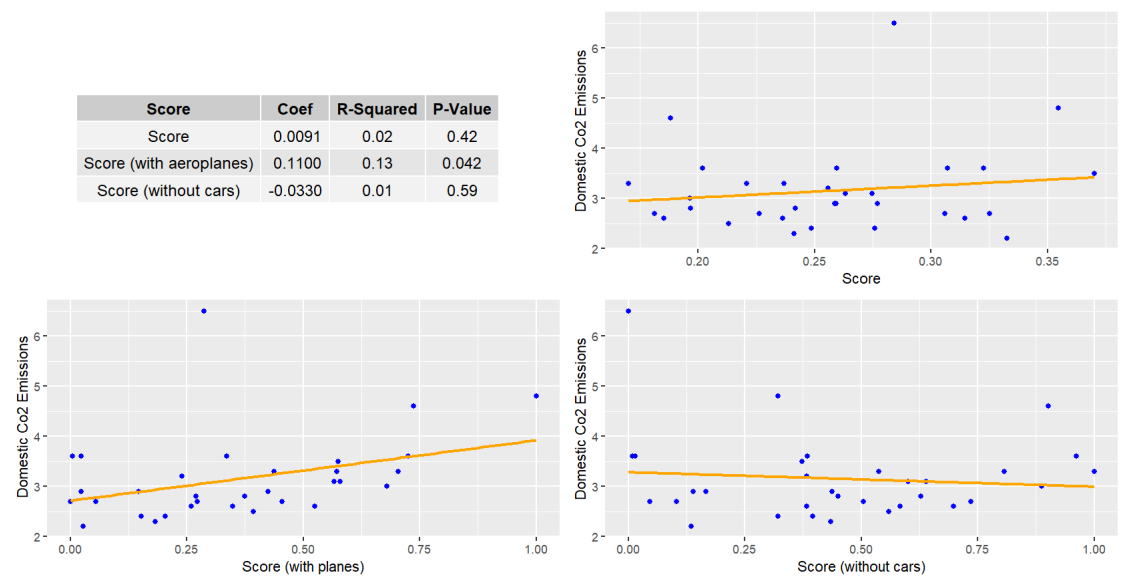 Score Coef R-Squared P-Value
Score 0.0091 0.02 0.42
Score (with aeroplanes) 0.1100 0.13 0.042
Score (without cars) -0.0330 0.01 0.59
Domestic Co2 Emissions
6
5
4
3
2
0.20 0.25 0.30 0.35
Score
Domestic Co2 Emissions
6
5
4
3
2
0.00 0.25 0.50 0.75 1.00
Score (with planes)
Domestic Co2 Emissions
6
5
4
3
2
0.00 0.25 0.50 0.75 1.00
Score (without cars)